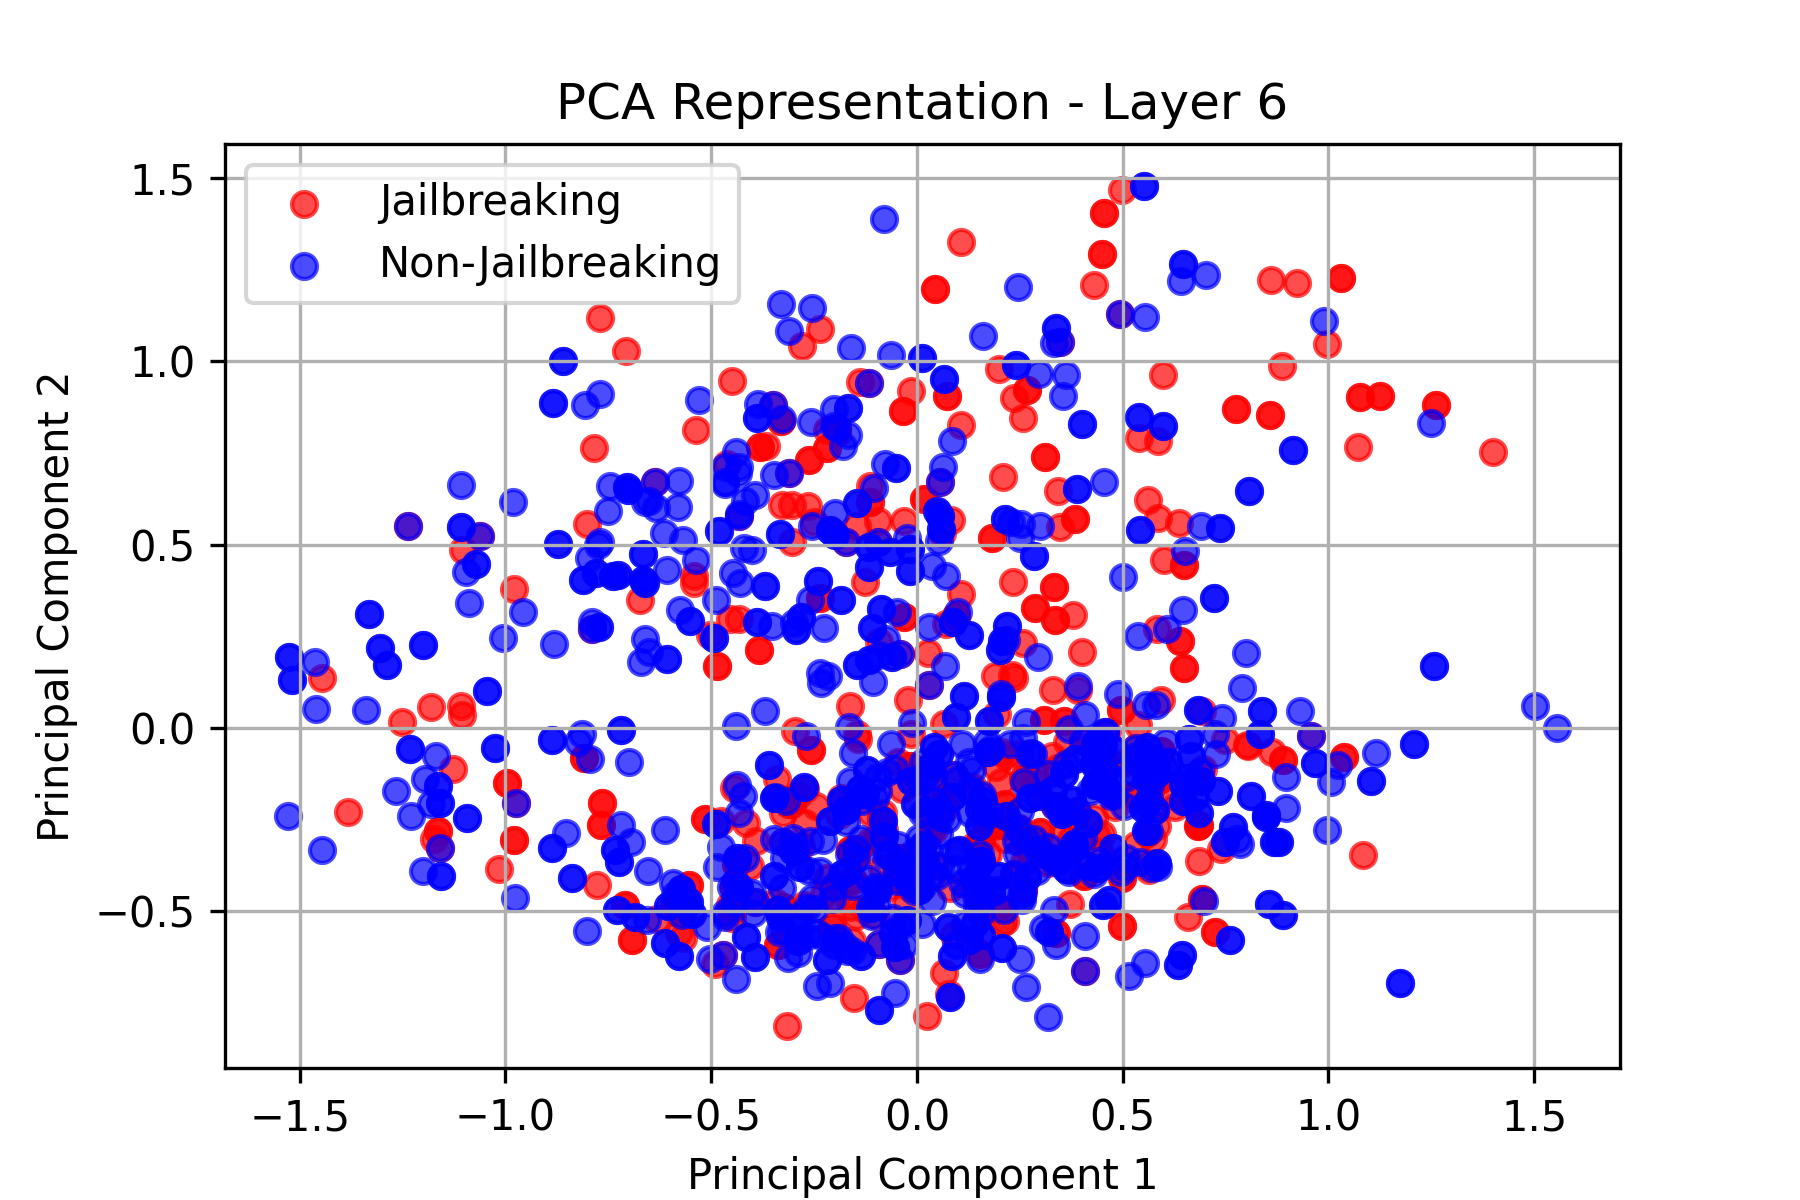 PCA Representation - Layer 6
Jailbreaking
Non-Jailbreaking
1.5
1.0
0.5
0.0
−0.5
Principal Component 2
−1.5 −1.0 −0.5 0.0 0.5 1.0 1.5
Principal Component 1